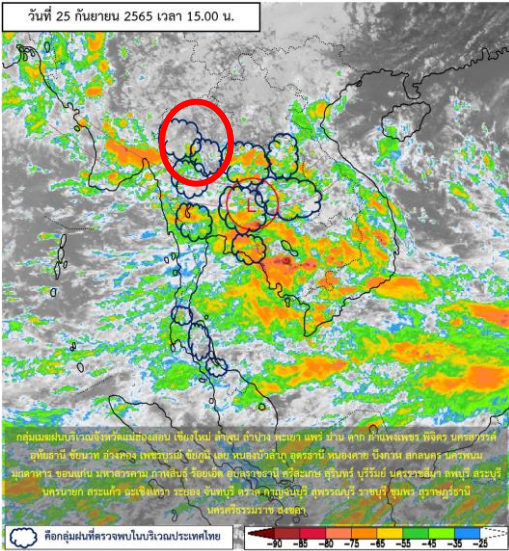 วันที่ 25 กันยายน 2565 เวลา 15.00 น.
L
กลุ่มเมฆฝนบริเวณจังหวัดแม่ฮ่องสอน เชียงใหม่ ลำพูน ลำปาง พะเยา แพร่ น่าน ตาก กำแพงเพชร พิจิตร นครสวรรค์
อุทัยธานี ชัยนาท อ่างทอง เพชรบูรณ์ ชัยภูมิ เลย หนองบัวลำภู อุดรธานี หนองคาย บึงกาฬ สกลนคร นครพนม
มุกดาหาร ขอนแก่น มหาสารคาม กาฬสินธุ์ ร้อยเอ็ด อุบลราชธานี ศรีสะเกษ สุรินทร์ บุรีรัมย์ นครราชสีมา ลพบุรี สระบุรี
นครนายก สระแก้ว ฉะเชิงเทรา ระยอง จันทบุรี ตราด กาญจนบุรี สุพรรณบุรี ราชบุรี ชุมพร สุราษฎร์ธานี
นครศรีธรรมราช สงขลา
คือกลุ่มฝนที่ตรวจพบในบริเวณประเทศไทย
-90 -85 -80 -75 -65 -55 -45 -35 -25